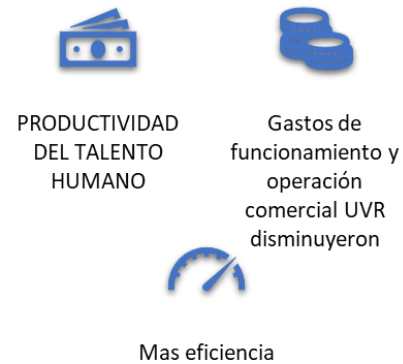 PRODUCTIVIDAD
DEL TALENTO
HUMANO
Gastos de
funcionamiento y
operación
comercial UVR
disminuyeron
Mas eficiencia